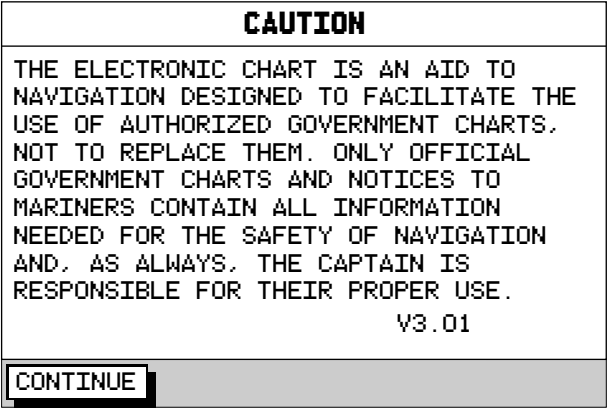 CAUTION
THE ELECTRONIC CHART IS AN AID TO
NAVIGATION DESIGNED TO FACILITATE THE
USE OF AUTHORIZED GOVERNMENT CHARTS,
NOT TO REPLACE THEM. ONLY OFFICIAL
GOVERNMENT CHARTS AND NOTICES TO
MARINERS CONTAIN ALL INFORMATION
NEEDED FOR THE SAFETY OF NAVIGATION
AND, AS ALWAYS, THE CAPTAIN IS
RESPONSIBLE FOR THEIR PROPER USE.
V3.01
CONTINUE